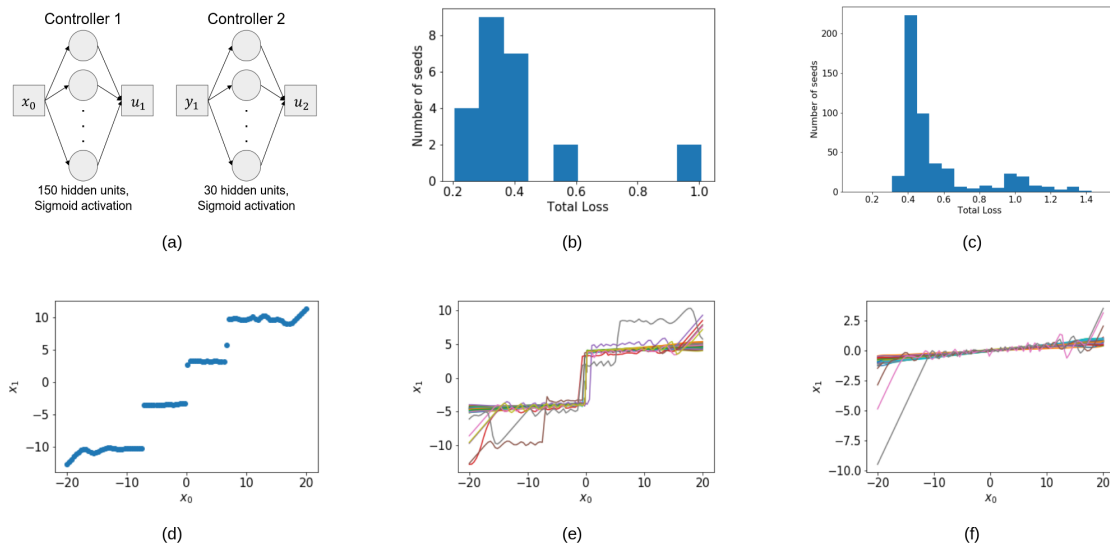 Controller 1
Controller 2
x₀
u₁
y₁
u₂
.
.
.
.
.
.
150 hidden units,
Sigmoid activation
30 hidden units,
Sigmoid activation
(a)
Number of seeds
8
6
4
2
0
0.2 0.4 0.6 0.8 1.0
Total Loss
(b)
Number of seeds
200
150
100
50
0
0.2 0.4 0.6 0.8 1.0 1.2 1.4
Total Loss
(c)
x₁
10
5
0
−5
−10
−20 −10 0 10 20
x₀
(d)
x₁
10
5
0
−5
−10
−20 −10 0 10 20
x₀
(e)
x₁
2.5
0.0
−2.5
−5.0
−7.5
−10.0
−20 −10 0 10 20
x₀
(f)